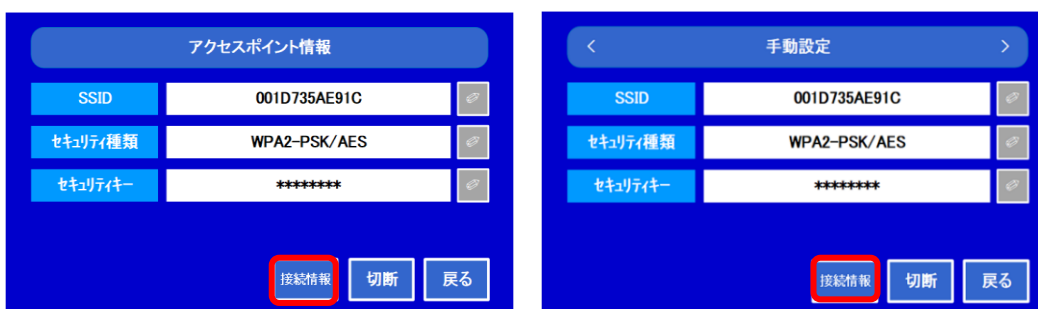 アクセスポイント情報
SSID 001D735AE91C
セキュリティ種類 WPA2-PSK/AES
セキュリティキー ********
接続情報 切断 戻る
< 手動設定 >
SSID 001D735AE91C
セキュリティ種類 WPA2-PSK/AES
セキュリティキー ********
接続情報 切断 戻る